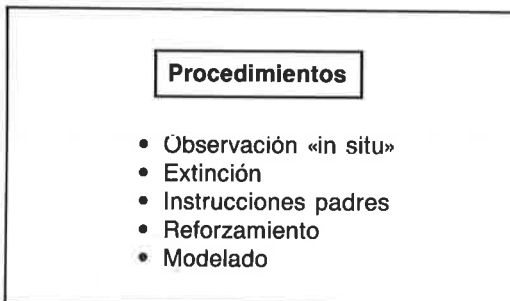 Procedimientos
• Observación «in situ»
• Extinción
• Instrucciones padres
• Reforzamiento
• Modelado